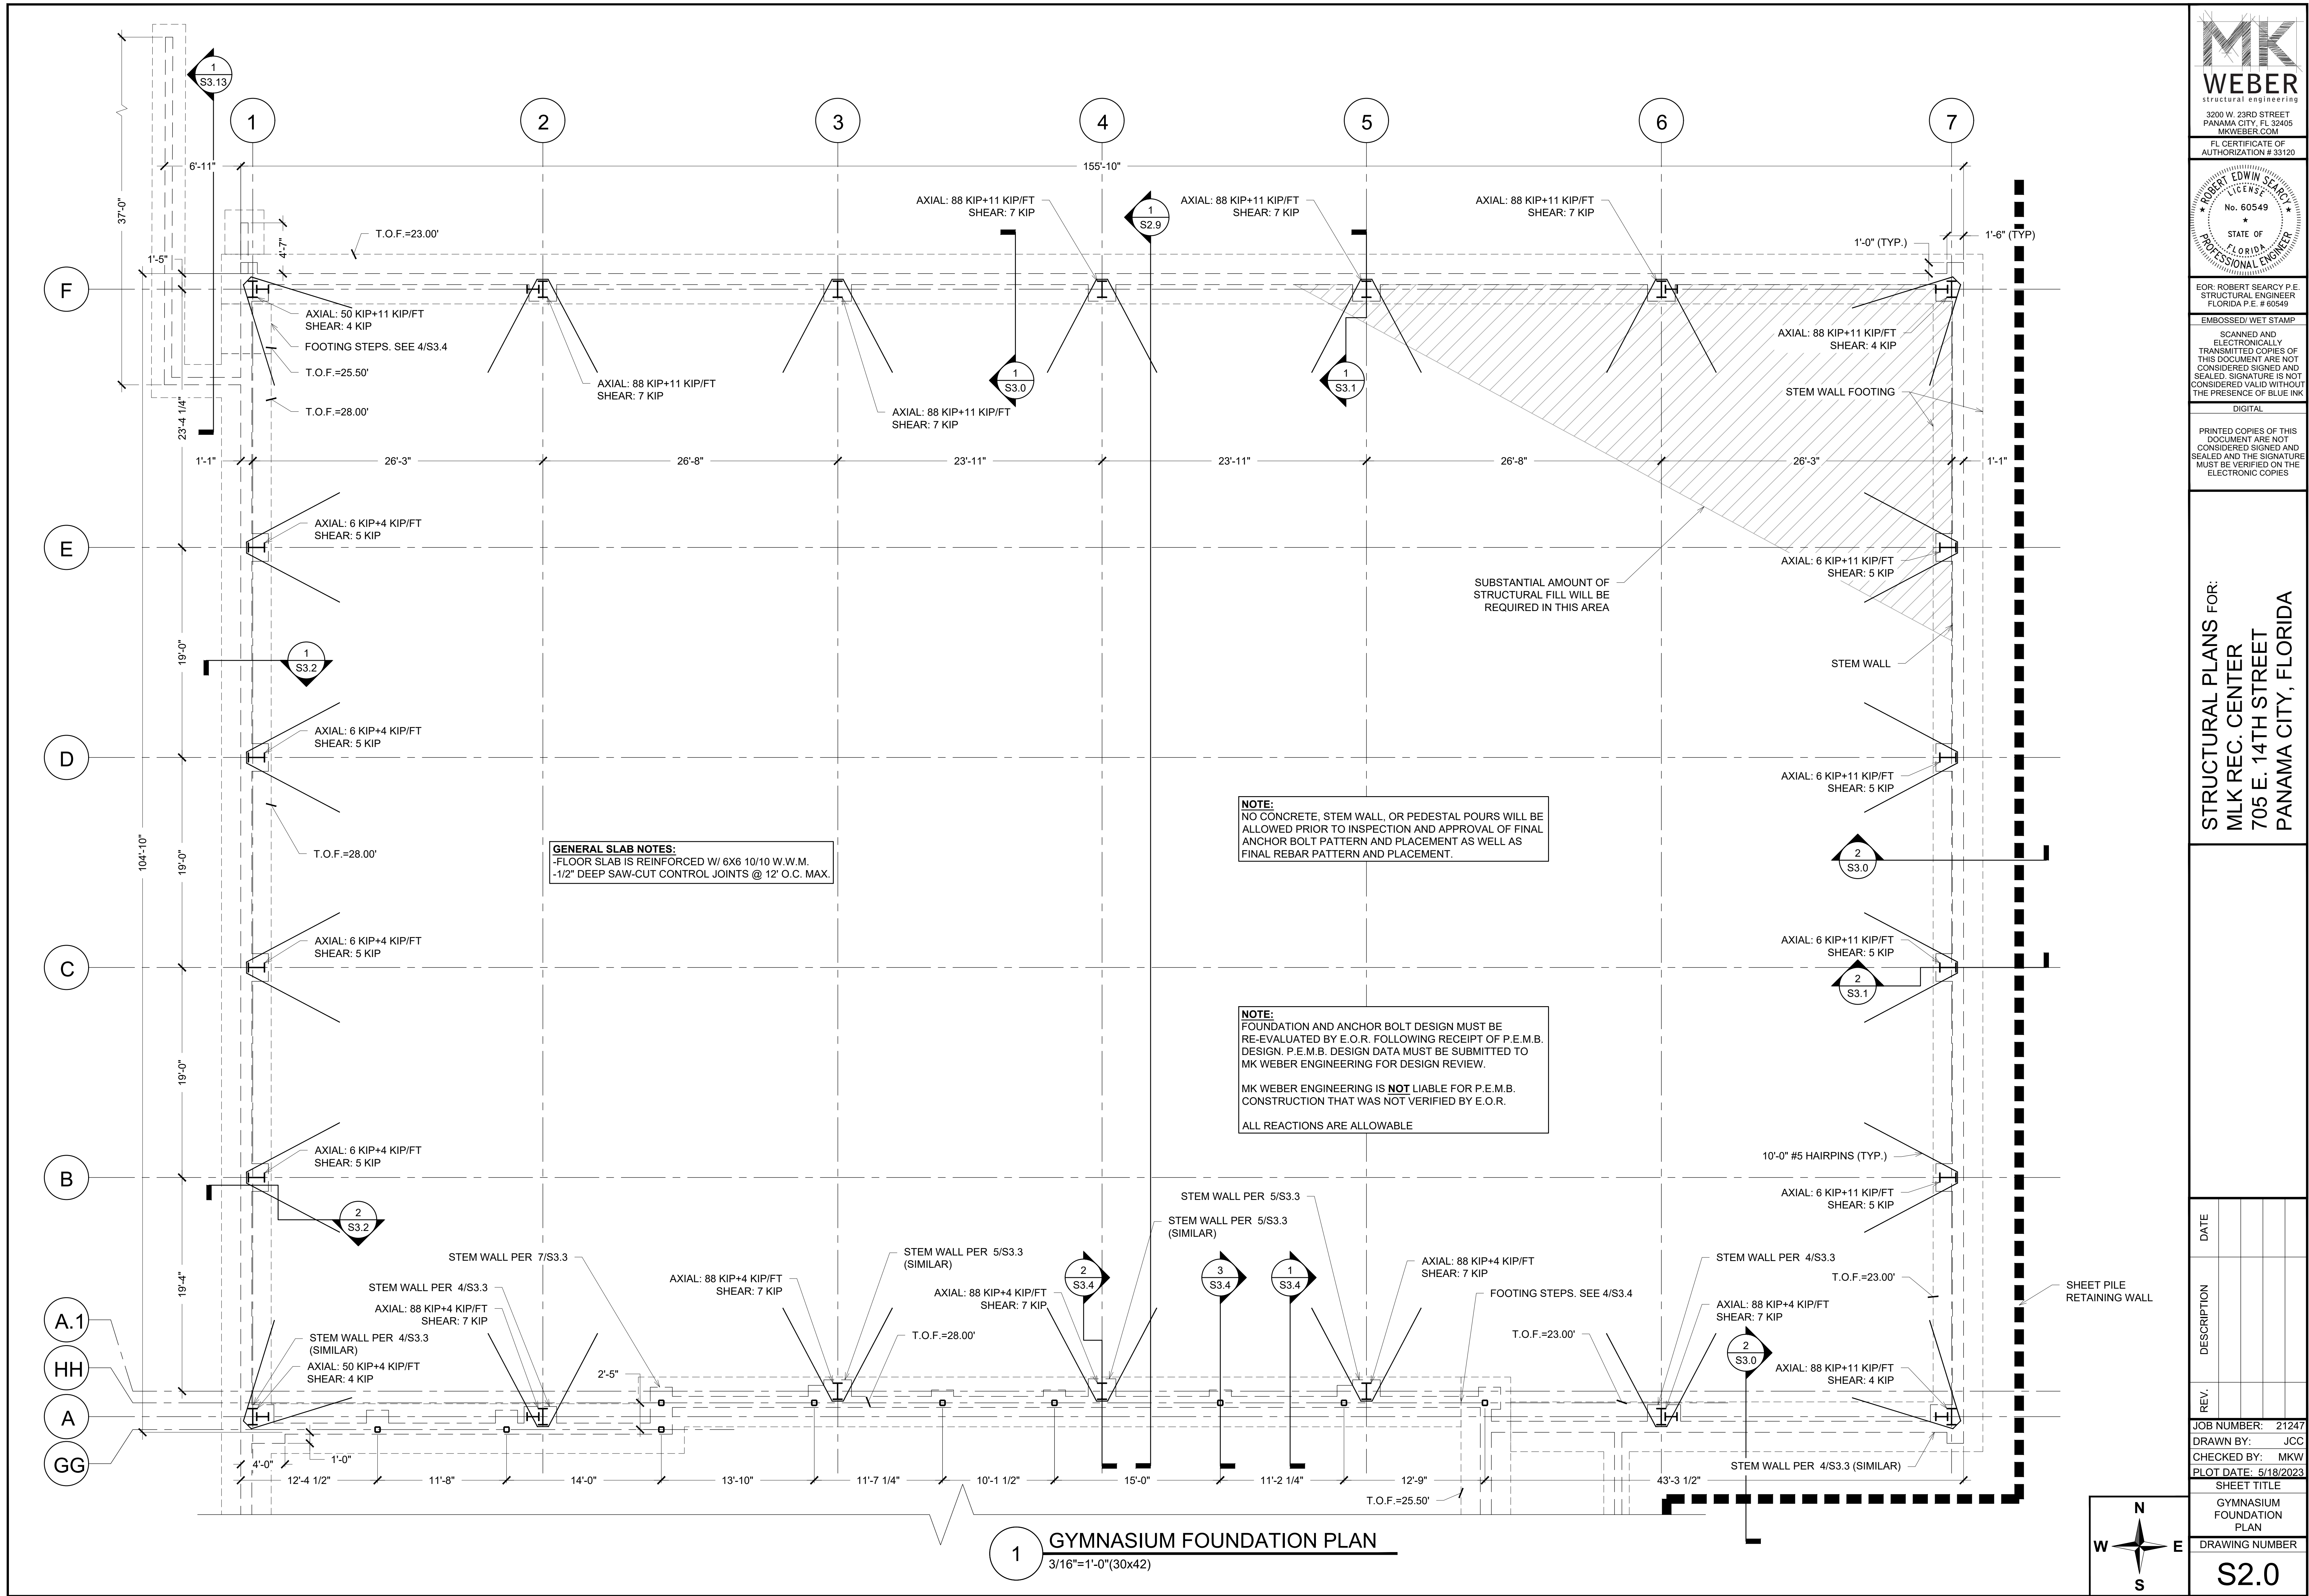 1
S3.13
1
2
3
4
5
6
7
6'-11"
155'-10"
37'-0"
4'-7"
1'-5"
T.O.F.=23.00'
AXIAL: 88 KIP+11 KIP/FT
SHEAR: 7 KIP
1
S2.9
AXIAL: 88 KIP+11 KIP/FT
SHEAR: 7 KIP
AXIAL: 88 KIP+11 KIP/FT
SHEAR: 7 KIP
1'-0" (TYP.)
1'-6" (TYP)
F
AXIAL: 50 KIP+11 KIP/FT
SHEAR: 4 KIP
FOOTING STEPS. SEE 4/S3.4
T.O.F.=25.50'
T.O.F.=28.00'
AXIAL: 88 KIP+11 KIP/FT
SHEAR: 7 KIP
AXIAL: 88 KIP+11 KIP/FT
SHEAR: 7 KIP
1
S3.0
1
S3.1
AXIAL: 88 KIP+11 KIP/FT
SHEAR: 4 KIP
STEM WALL FOOTING
23'-4 1/4"
1'-1"
26'-3"
26'-8"
23'-11"
23'-11"
26'-8"
26'-3"
1'-1"
E
AXIAL: 6 KIP+4 KIP/FT
SHEAR: 5 KIP
AXIAL: 6 KIP+11 KIP/FT
SHEAR: 5 KIP
SUBSTANTIAL AMOUNT OF
STRUCTURAL FILL WILL BE
REQUIRED IN THIS AREA
19'-0"
1
S3.2
STEM WALL
D
AXIAL: 6 KIP+4 KIP/FT
SHEAR: 5 KIP
AXIAL: 6 KIP+11 KIP/FT
SHEAR: 5 KIP
104'-10"
19'-0"
T.O.F.=28.00'
GENERAL SLAB NOTES:
-FLOOR SLAB IS REINFORCED W/ 6X6 10/10 W.W.M.
-1/2" DEEP SAW-CUT CONTROL JOINTS @ 12' O.C. MAX.
NOTE:
NO CONCRETE, STEM WALL, OR PEDESTAL POURS WILL BE
ALLOWED PRIOR TO INSPECTION AND APPROVAL OF FINAL
ANCHOR BOLT PATTERN AND PLACEMENT AS WELL AS
FINAL REBAR PATTERN AND PLACEMENT.
2
S3.0
C
AXIAL: 6 KIP+4 KIP/FT
SHEAR: 5 KIP
AXIAL: 6 KIP+11 KIP/FT
SHEAR: 5 KIP
2
S3.1
19'-0"
NOTE:
FOUNDATION AND ANCHOR BOLT DESIGN MUST BE
RE-EVALUATED BY E.O.R. FOLLOWING RECEIPT OF P.E.M.B.
DESIGN. P.E.M.B. DESIGN DATA MUST BE SUBMITTED TO
MK WEBER ENGINEERING FOR DESIGN REVIEW.
MK WEBER ENGINEERING IS NOT LIABLE FOR P.E.M.B.
CONSTRUCTION THAT WAS NOT VERIFIED BY E.O.R.
ALL REACTIONS ARE ALLOWABLE
B
AXIAL: 6 KIP+4 KIP/FT
SHEAR: 5 KIP
2
S3.2
10'-0" #5 HAIRPINS (TYP.)
AXIAL: 6 KIP+11 KIP/FT
SHEAR: 5 KIP
19'-4"
STEM WALL PER 7/S3.3
STEM WALL PER 4/S3.3
AXIAL: 88 KIP+4 KIP/FT
SHEAR: 7 KIP
STEM WALL PER 4/S3.3
(SIMILAR)
AXIAL: 50 KIP+4 KIP/FT
SHEAR: 4 KIP
AXIAL: 88 KIP+4 KIP/FT
SHEAR: 7 KIP
STEM WALL PER 5/S3.3
(SIMILAR)
AXIAL: 88 KIP+4 KIP/FT
SHEAR: 7 KIP
T.O.F.=28.00'
2
S3.4
STEM WALL PER 5/S3.3
STEM WALL PER 5/S3.3
(SIMILAR)
3
S3.4
1
S3.4
AXIAL: 88 KIP+4 KIP/FT
SHEAR: 7 KIP
FOOTING STEPS. SEE 4/S3.4
T.O.F.=23.00'
STEM WALL PER 4/S3.3
AXIAL: 88 KIP+4 KIP/FT
SHEAR: 7 KIP
2
S3.0
T.O.F.=23.00'
AXIAL: 88 KIP+11 KIP/FT
SHEAR: 4 KIP
SHEET PILE
RETAINING WALL
A.1
HH
A
GG
2'-5"
4'-0"
1'-0"
12'-4 1/2"
11'-8"
14'-0"
13'-10"
11'-7 1/4"
10'-1 1/2"
15'-0"
11'-2 1/4"
12'-9"
43'-3 1/2"
STEM WALL PER 4/S3.3 (SIMILAR)
T.O.F.=25.50'
1
GYMNASIUM FOUNDATION PLAN
3/16"=1'-0"(30x42)
N
W
E
S
MK
WEBER
structural engineering
3200 W. 23RD STREET
PANAMA CITY, FL 32405
MKWEBER.COM
FL CERTIFICATE OF
AUTHORIZATION # 33120
ROBERT EDWIN SEARCY
LICENSE
No. 60549
STATE OF
FLORIDA
PROFESSIONAL ENGINEER
EOR: ROBERT SEARCY P.E.
STRUCTURAL ENGINEER
FLORIDA P.E. # 60549
EMBOSSED/ WET STAMP
SCANNED AND
ELECTRONICALLY
TRANSMITTED COPIES OF
THIS DOCUMENT ARE NOT
CONSIDERED SIGNED AND
SEALED. SIGNATURE IS NOT
CONSIDERED VALID WITHOUT
THE PRESENCE OF BLUE INK
DIGITAL
PRINTED COPIES OF THIS
DOCUMENT ARE NOT
CONSIDERED SIGNED AND
SEALED AND THE SIGNATURE
MUST BE VERIFIED ON THE
ELECTRONIC COPIES
STRUCTURAL PLANS FOR:
MLK REC. CENTER
705 E. 14TH STREET
PANAMA CITY, FLORIDA
DATE
DESCRIPTION
REV.
JOB NUMBER: 21247
DRAWN BY: JCC
CHECKED BY: MKW
PLOT DATE: 5/18/2023
SHEET TITLE
GYMNASIUM
FOUNDATION
PLAN
DRAWING NUMBER
S2.0